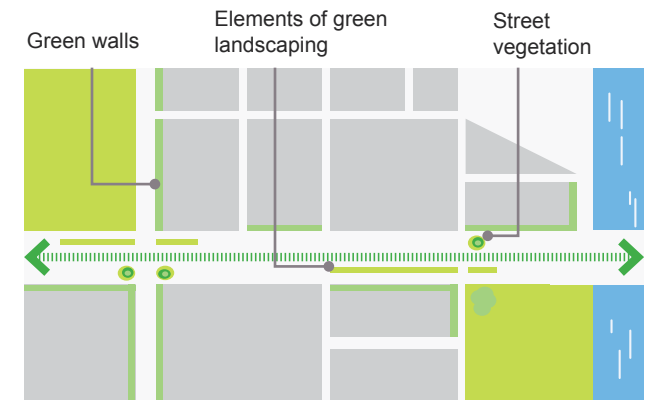 Green walls
Elements of green
landscaping
Street
vegetation